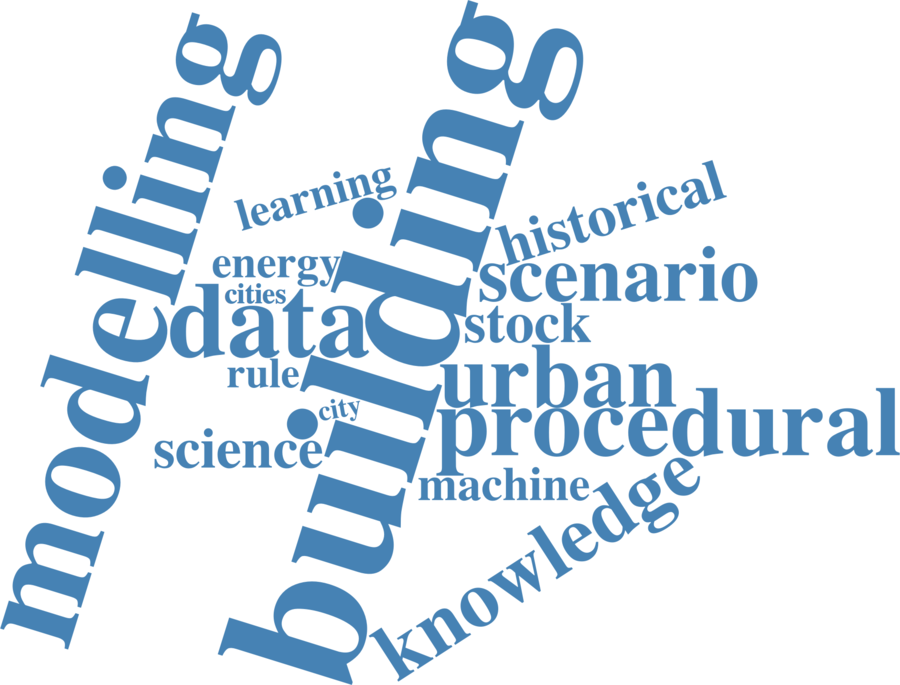 modelling
building
learning
historical
energy
scenario
cities
data
stock
rule
urban
city
procedural
science
machine
knowledge